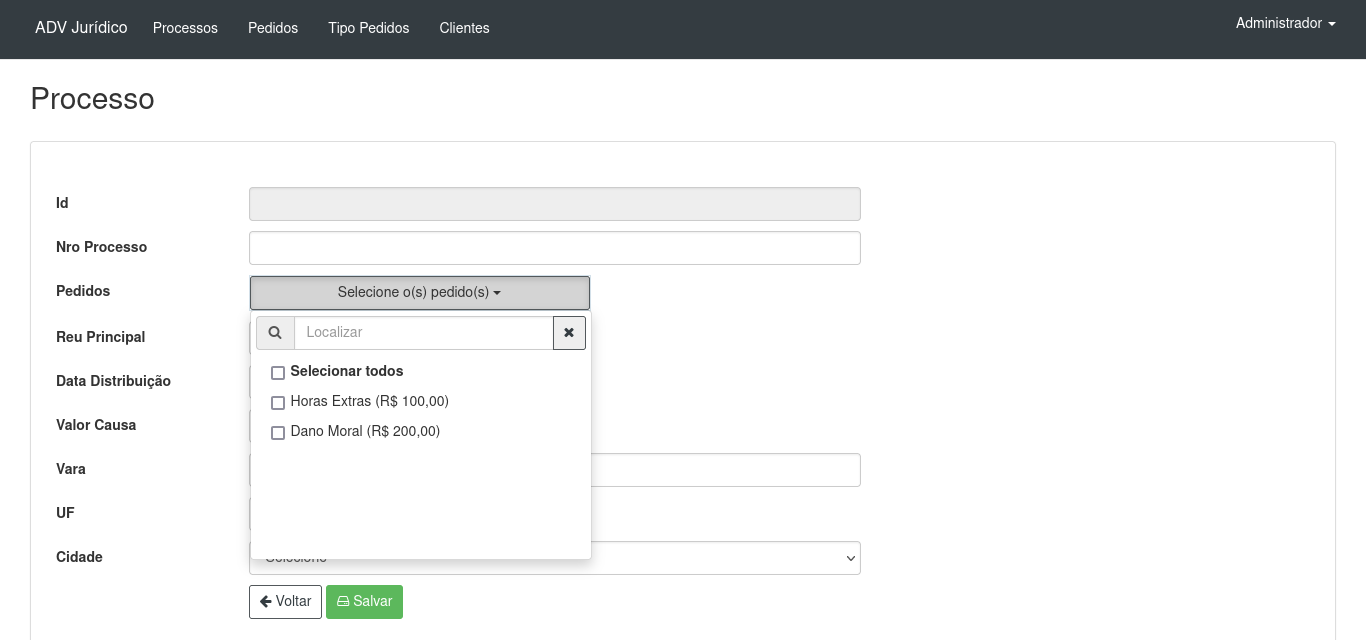 ADV Jurídico Processos Pedidos Tipo Pedidos Clientes Administrador
Processo
Id
Nro Processo
Pedidos Selecione o(s) pedido(s)
Localizar
Reu Principal
Selecionar todos
Data Distribuição
Horas Extras (R$ 100,00)
Valor Causa
Dano Moral (R$ 200,00)
Vara
UF
Cidade Selecione
Voltar Salvar